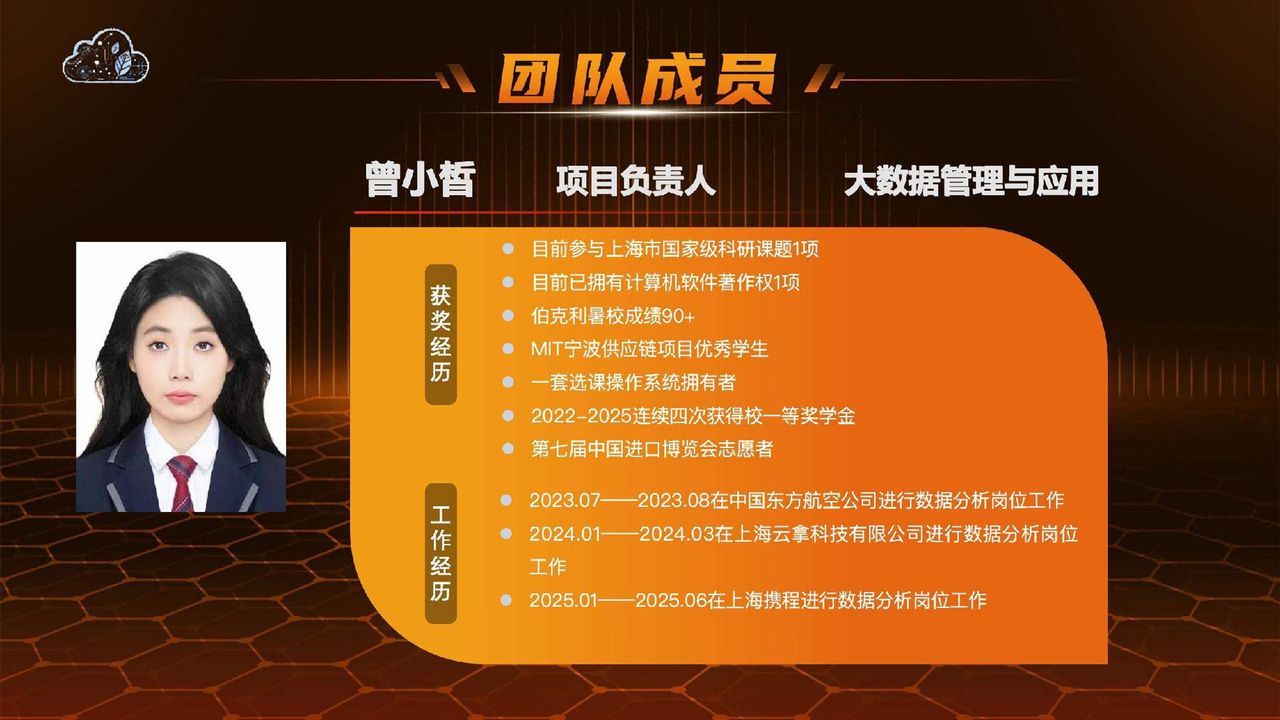 团队成员
曾小皙 项目负责人 大数据管理与应用
获奖经历
目前参与上海市国家级科研课题1项
目前已拥有计算机软件著作权1项
伯克利暑校成绩90+
MIT宁波供应链项目优秀学生
一套选课操作系统拥有者
2022-2025连续四次获得校一等奖学金
第七届中国进口博览会志愿者
工作经历
2023.07——2023.08在中国东方航空公司进行数据分析岗位工作
2024.01——2024.03在上海云拿科技有限公司进行数据分析岗位
工作
2025.01——2025.06在上海携程进行数据分析岗位工作